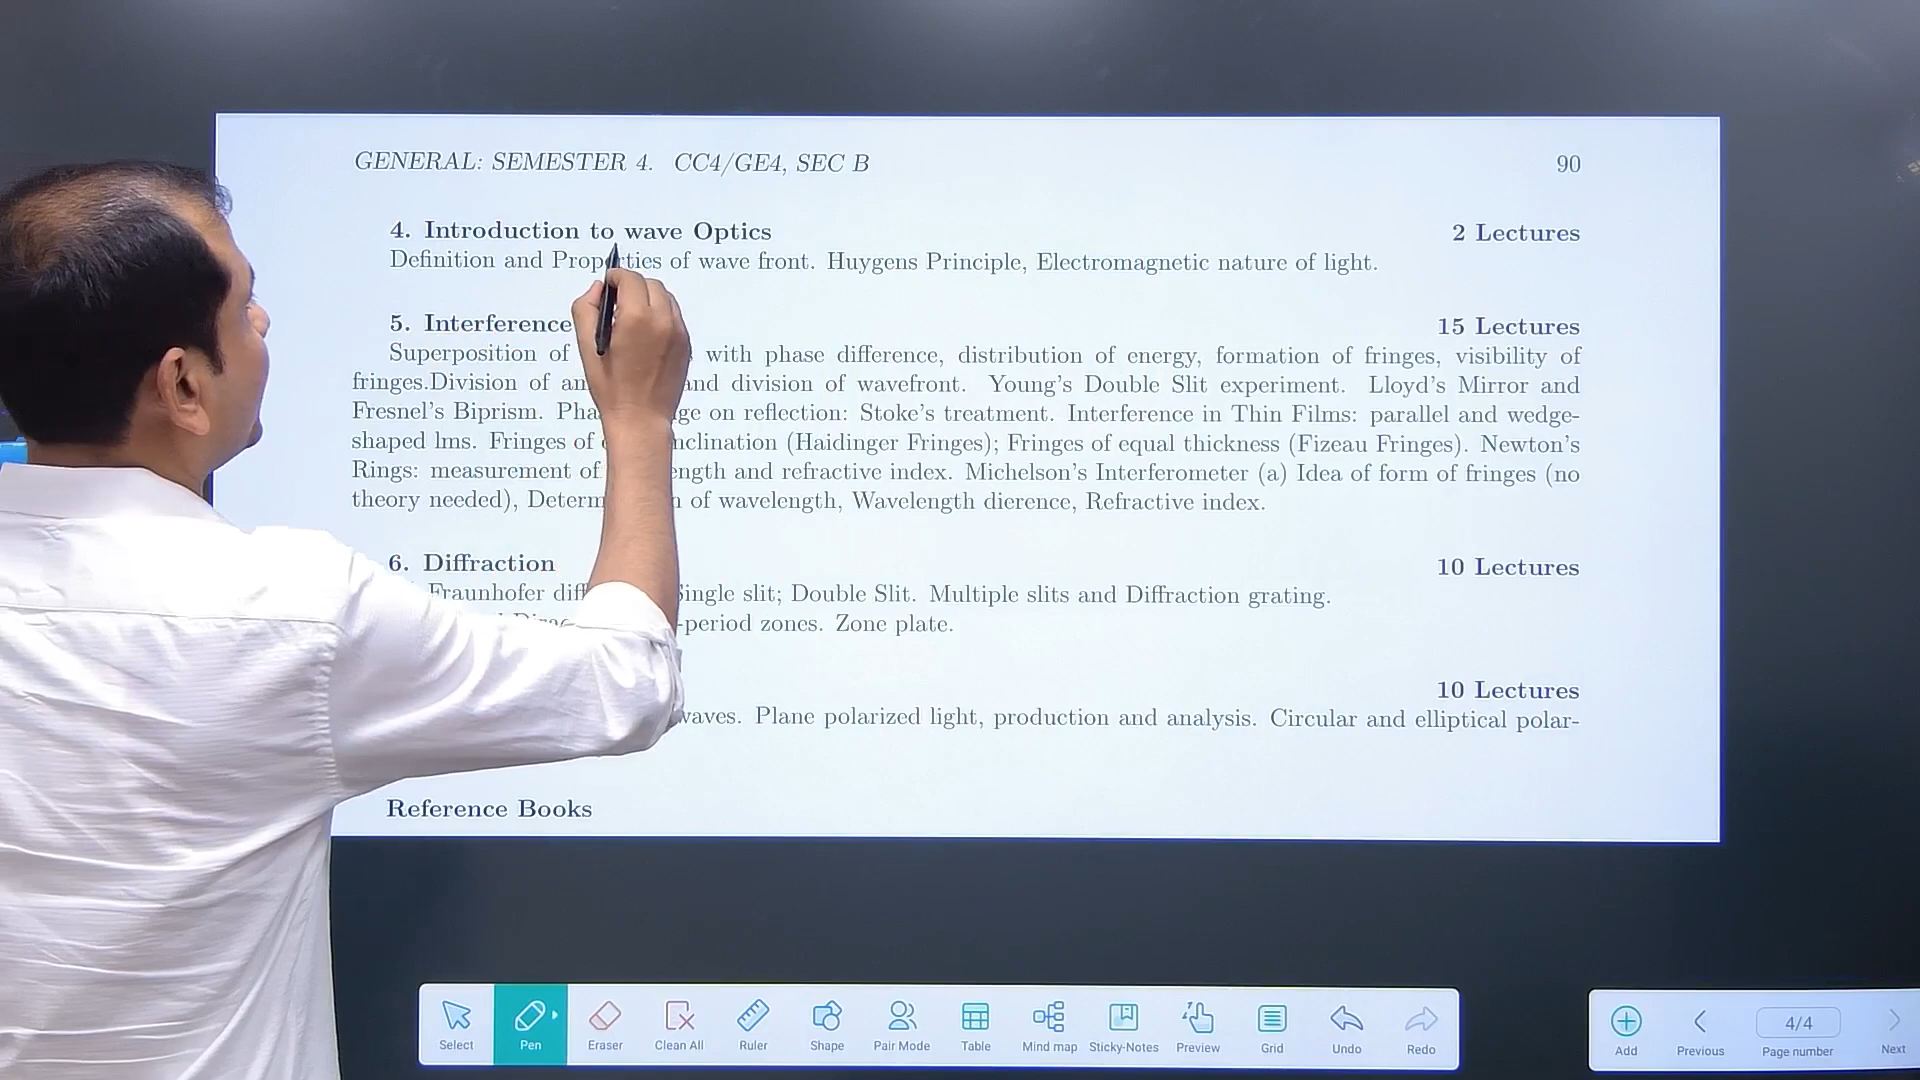 GENERAL: SEMESTER 4. CC4/GE4, SEC B 90
4. Introduction to wave Optics 2 Lectures
Definition and Properties of wave front. Huygens Principle, Electromagnetic nature of light.
5. Interference 15 Lectures
Superposition of with phase difference, distribution of energy, formation of fringes, visibility of
fringes.Division of and division of wavefront. Young's Double Slit experiment. Lloyd's Mirror and
Fresnel's Biprism. on reflection: Stoke's treatment. Interference in Thin Films: parallel and wedge-
shaped lms. Fringes of (Haidinger Fringes); Fringes of equal thickness (Fizeau Fringes). Newton's
Rings: measurement of and refractive index. Michelson's Interferometer (a) Idea of form of fringes (no
theory needed), of wavelength, Wavelength dierence, Refractive index.
6. Diffraction 10 Lectures
Fraunhofer Single slit; Double Slit. Multiple slits and Diffraction grating.
-period zones. Zone plate.
10 Lectures
waves. Plane polarized light, production and analysis. Circular and elliptical polar-
Reference Books
Select Pen Eraser Clean All Ruler Shape Pair Mode Table Mind map Sticky-Notes Preview Grid Undo Redo
Add Previous 4/4 Page number Next